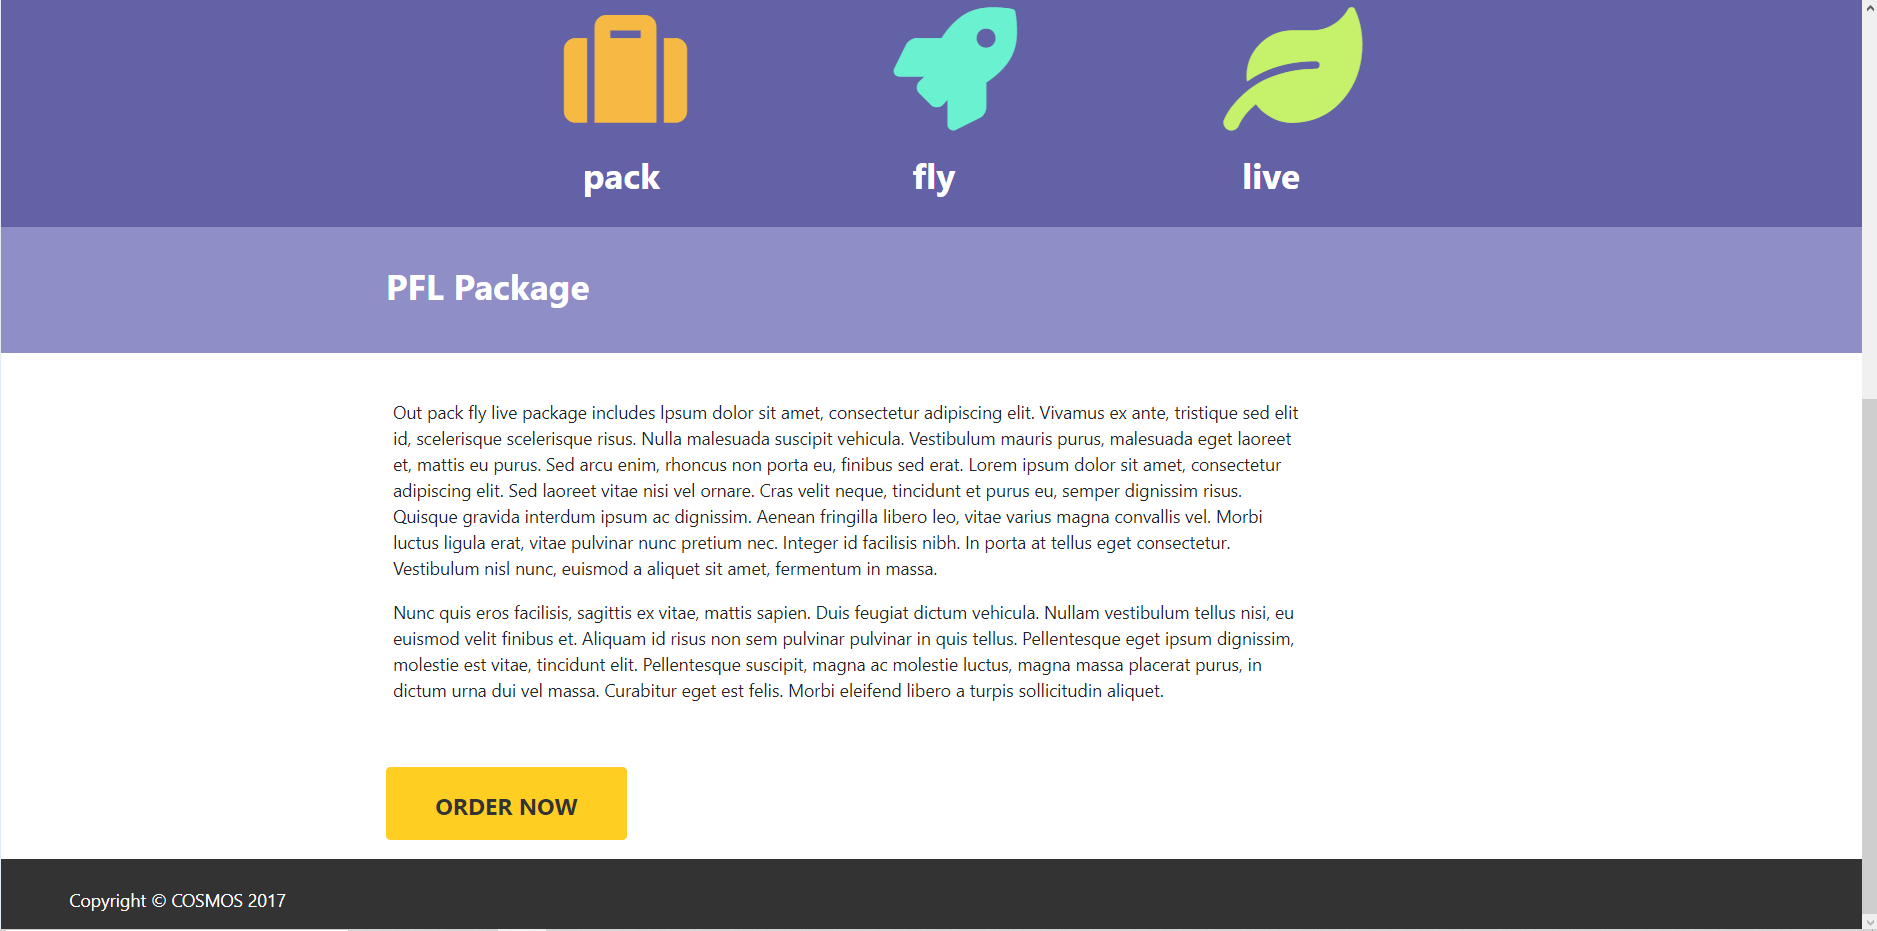 pack fly live
PFL Package
Out pack fly live package includes Ipsum dolor sit amet, consectetur adipiscing elit. Vivamus ex ante, tristique sed elit
id, scelerisque scelerisque risus. Nulla malesuada suscipit vehicula. Vestibulum mauris purus, malesuada eget laoreet
et, mattis eu purus. Sed arcu enim, rhoncus non porta eu, finibus sed erat. Lorem ipsum dolor sit amet, consectetur
adipiscing elit. Sed laoreet vitae nisi vel ornare. Cras velit neque, tincidunt et purus eu, semper dignissim risus.
Quisque gravida interdum ipsum ac dignissim. Aenean fringilla libero leo, vitae varius magna convallis vel. Morbi
luctus ligula erat, vitae pulvinar nunc pretium nec. Integer id facilisis nibh. In porta at tellus eget consectetur.
Vestibulum nisl nunc, euismod a aliquet sit amet, fermentum in massa.
Nunc quis eros facilisis, sagittis ex vitae, mattis sapien. Duis feugiat dictum vehicula. Nullam vestibulum tellus nisi, eu
euismod velit finibus et. Aliquam id risus non sem pulvinar pulvinar in quis tellus. Pellentesque eget ipsum dignissim,
molestie est vitae, tincidunt elit. Pellentesque suscipit, magna ac molestie luctus, magna massa placerat purus, in
dictum urna dui vel massa. Curabitur eget est felis. Morbi eleifend libero a turpis sollicitudin aliquet.
ORDER NOW
Copyright © COSMOS 2017